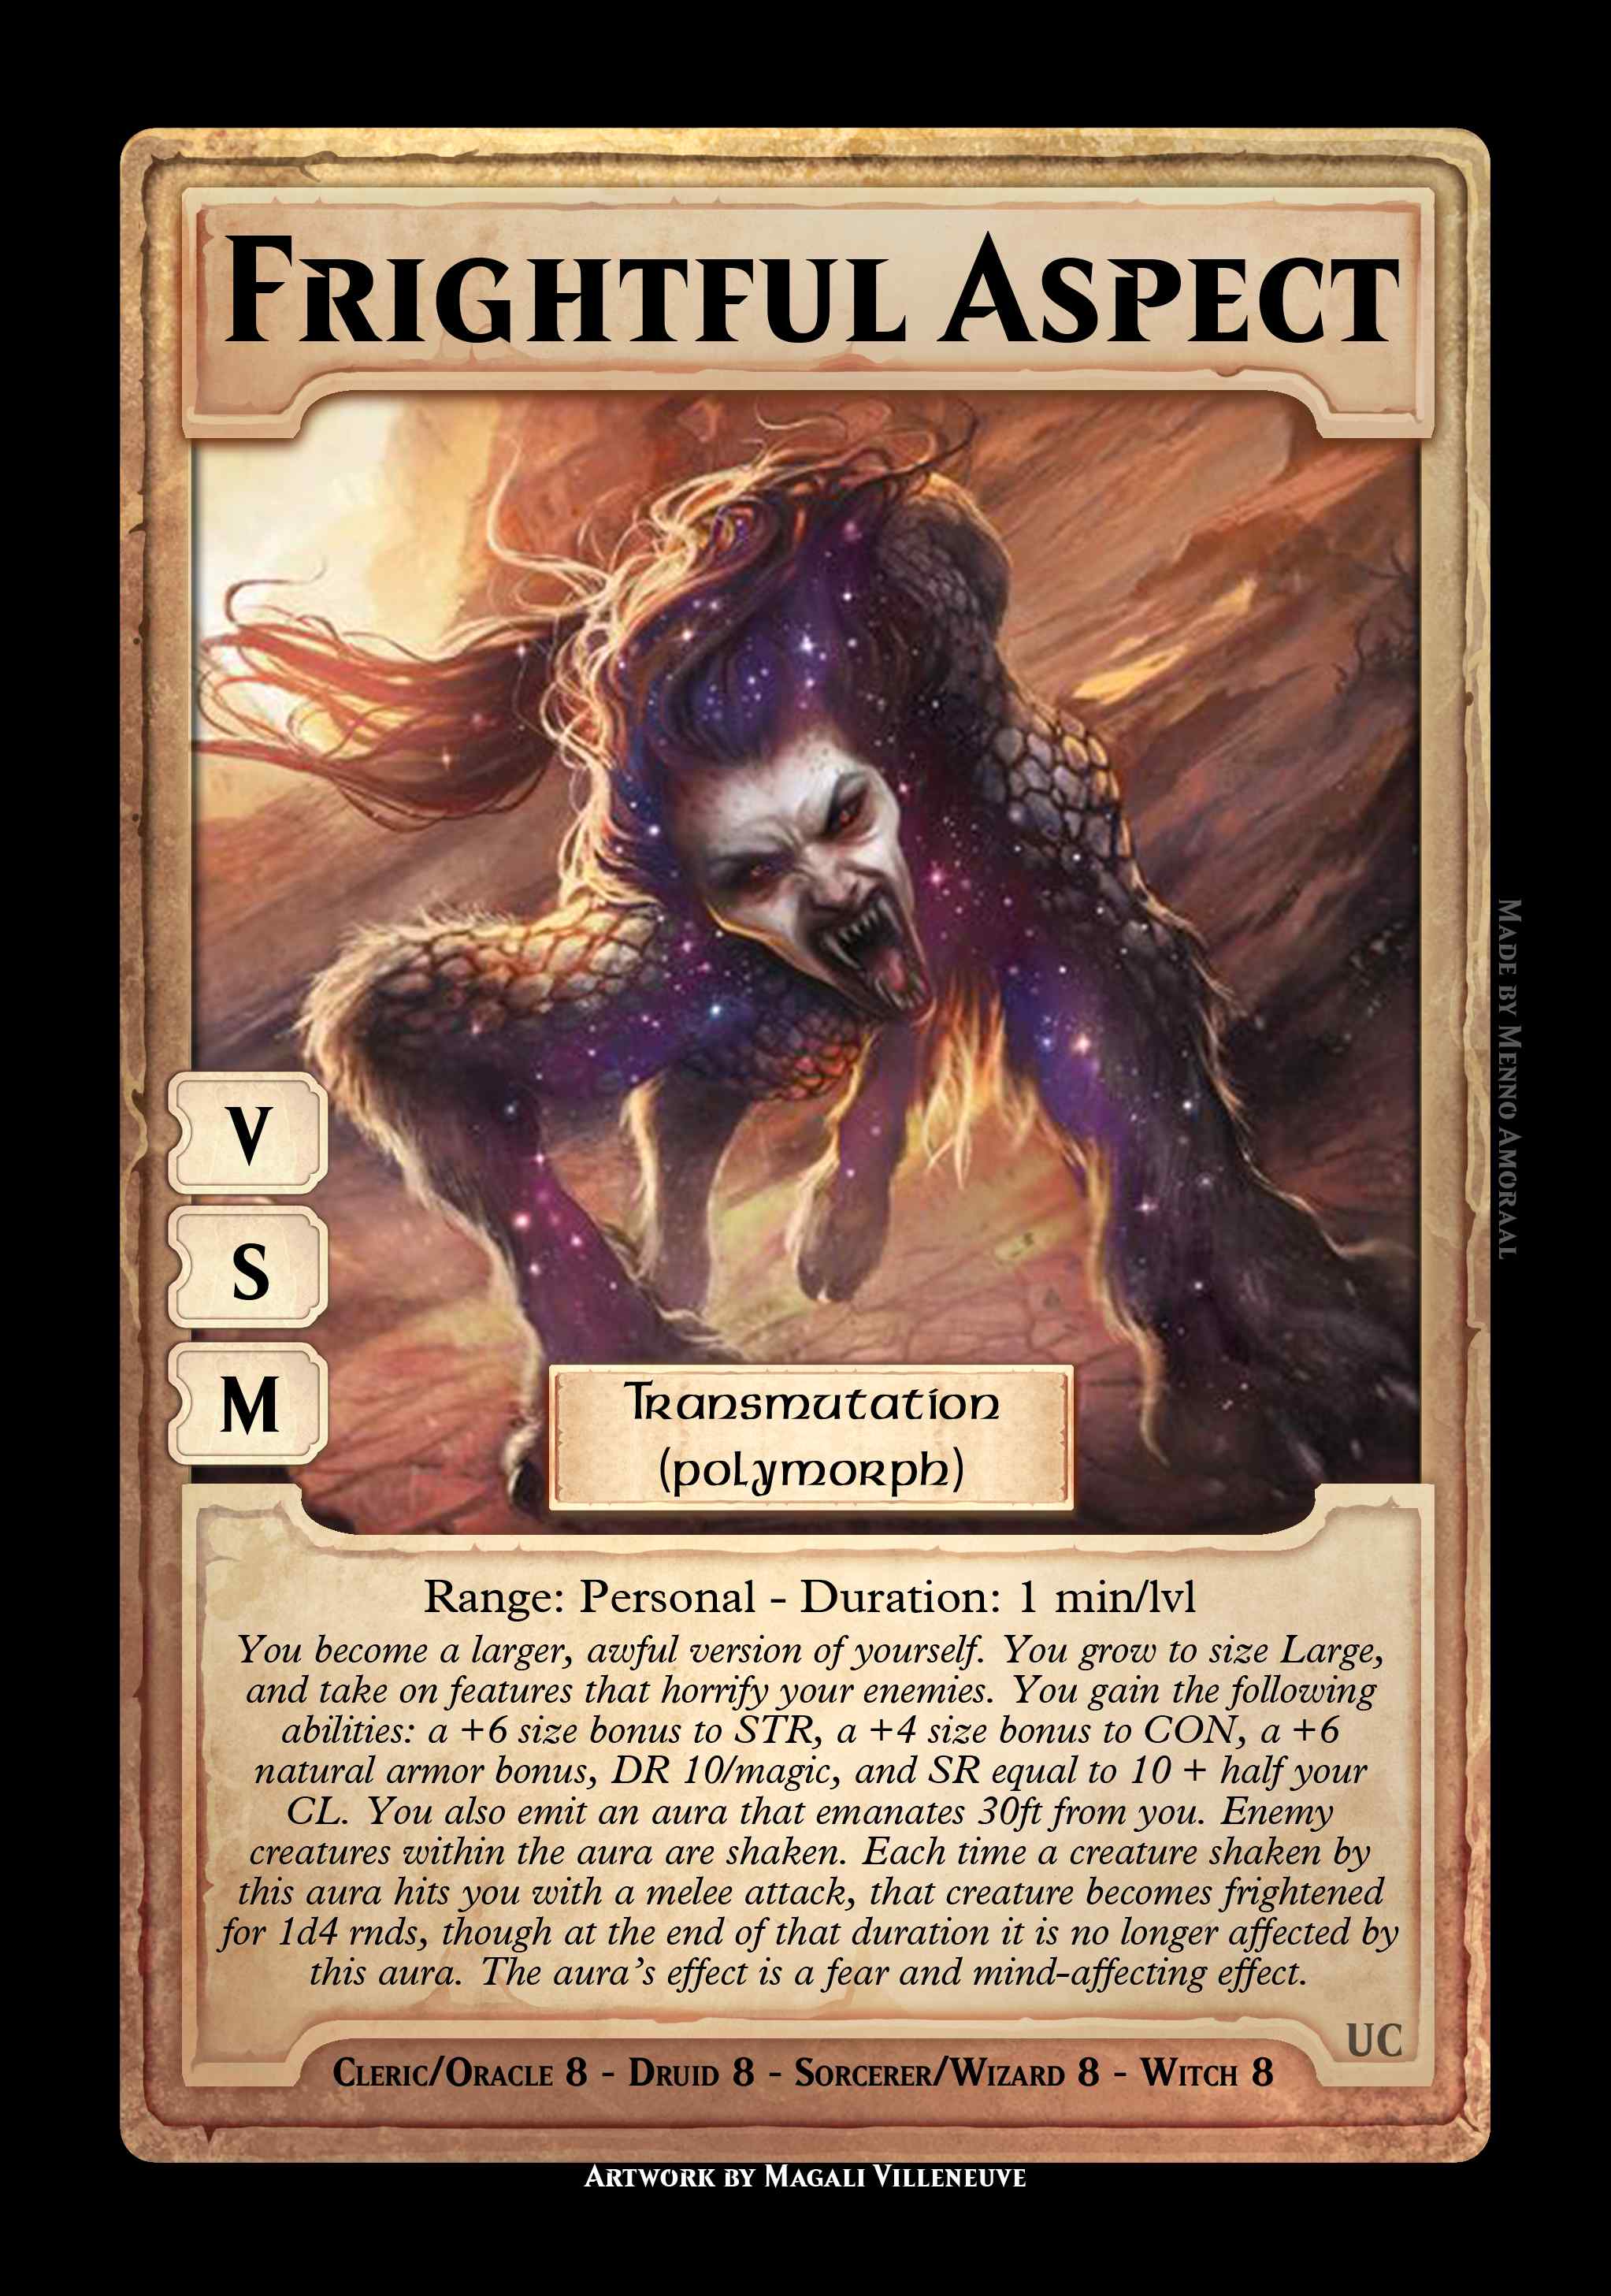 Frightful Aspect
V
S
M
Transmutation
(polymorph)
Range: Personal - Duration: 1 min/lvl
You become a larger, awful version of yourself. You grow to size Large,
and take on features that horrify your enemies. You gain the following
abilities: a +6 size bonus to STR, a +4 size bonus to CON, a +6
natural armor bonus, DR 10/magic, and SR equal to 10 + half your
CL. You also emit an aura that emanates 30ft from you. Enemy
creatures within the aura are shaken. Each time a creature shaken by
this aura hits you with a melee attack, that creature becomes frightened
for 1d4 rnds, though at the end of that duration it is no longer affected by
this aura. The aura's effect is a fear and mind-affecting effect.
UC
Cleric/Oracle 8 - Druid 8 - Sorcerer/Wizard 8 - Witch 8
Artwork by Magali Villeneuve
Made by Menno Amoraal